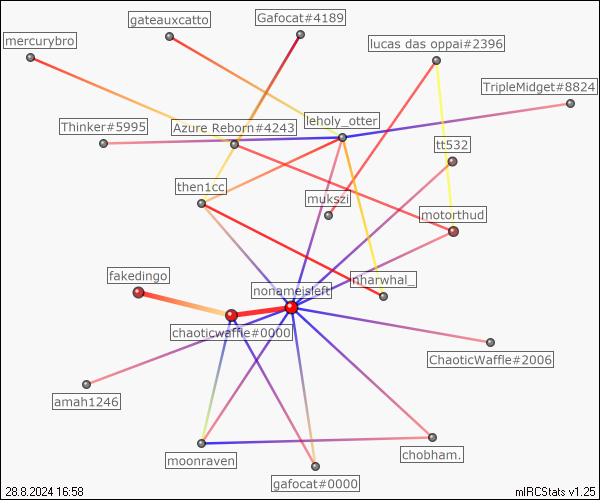 Gafocat#4189
gateauxcatto
mercurybro
lucas das oppai#2396
TripleMidget#8824
leholy_otter
Thinker#5995
Azure Reborn#4243
tt532
then1cc
mukszi
motorthud
fakedingo
nonameisleft
nharwhal_
chaoticwaffle#0000
ChaoticWaffle#2006
amah1246
chobham.
moonraven
gafocat#0000
28.8.2024 16:58
mIRCStats v1.25